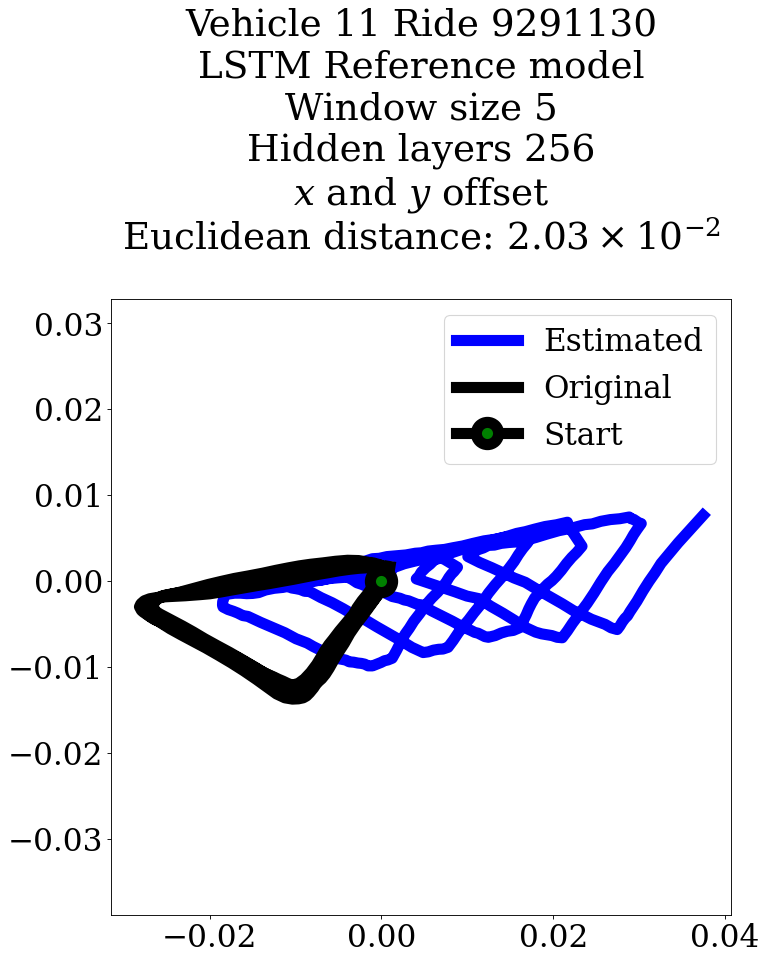 Vehicle 11 Ride 9291130
LSTM Reference model
Window size 5
Hidden layers 256
x and y offset
Euclidean distance: 2.03 × 10⁻²
Estimated
Original
Start
0.03
0.02
0.01
0.00
−0.01
−0.02
−0.03
−0.02 0.00 0.02 0.04